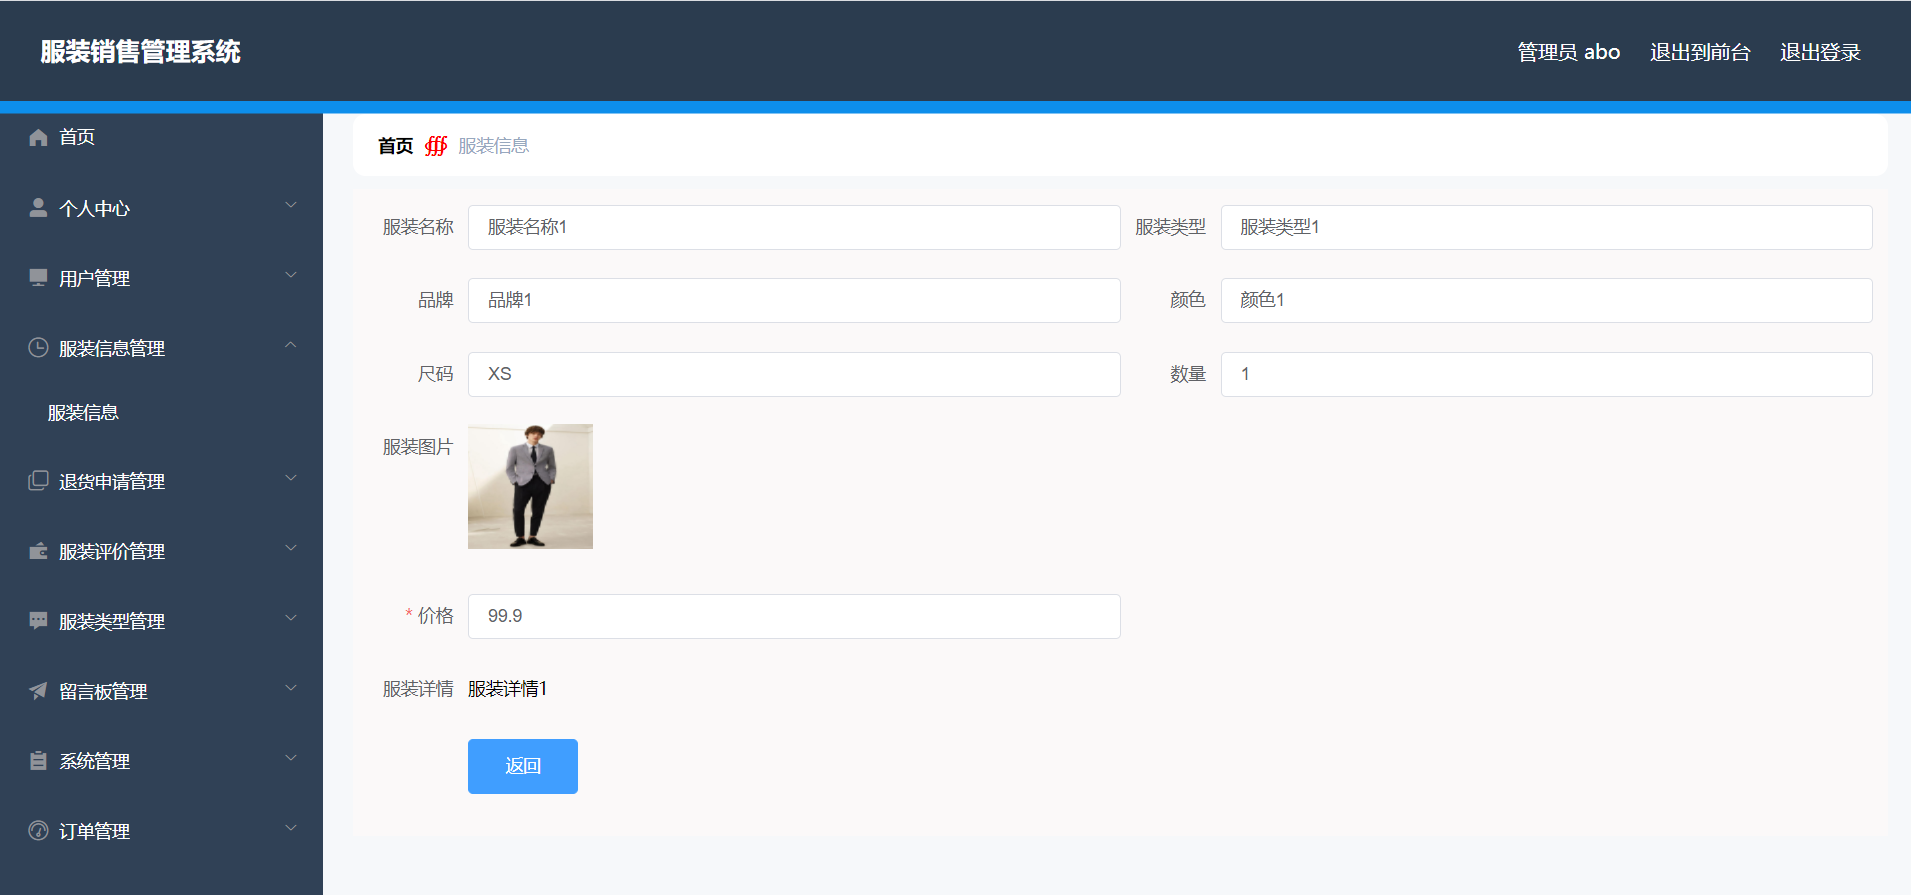 服装销售管理系统
管理员 abo 退出到前台 退出登录
首页
个人中心
用户管理
服装信息管理
服装信息
退货申请管理
服装评价管理
服装类型管理
留言板管理
系统管理
订单管理
首页 ∰ 服装信息
服装名称 服装名称1 服装类型 服装类型1
品牌 品牌1 颜色 颜色1
尺码 XS 数量 1
服装图片
* 价格 99.9
服装详情 服装详情1
返回